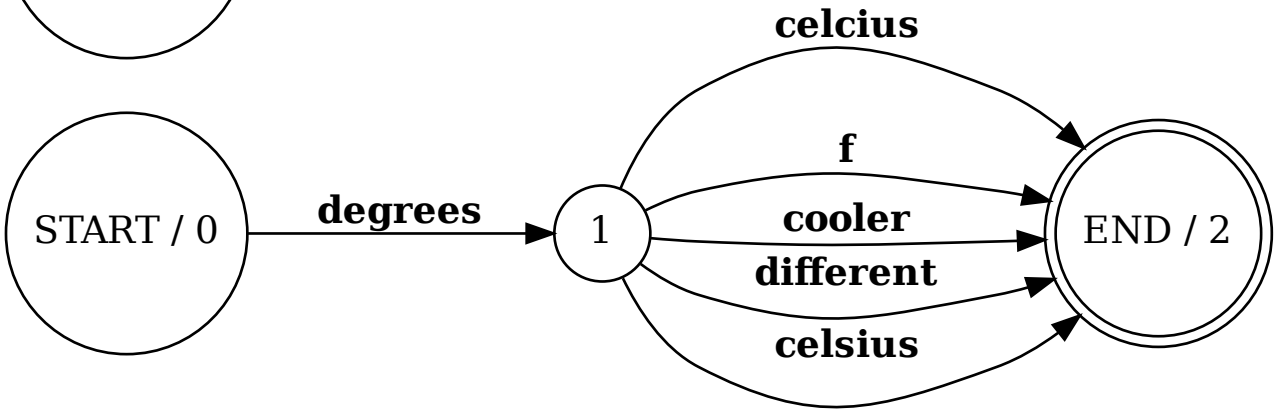 celcius
f
START / 0 degrees 1 cooler END / 2
different
celsius